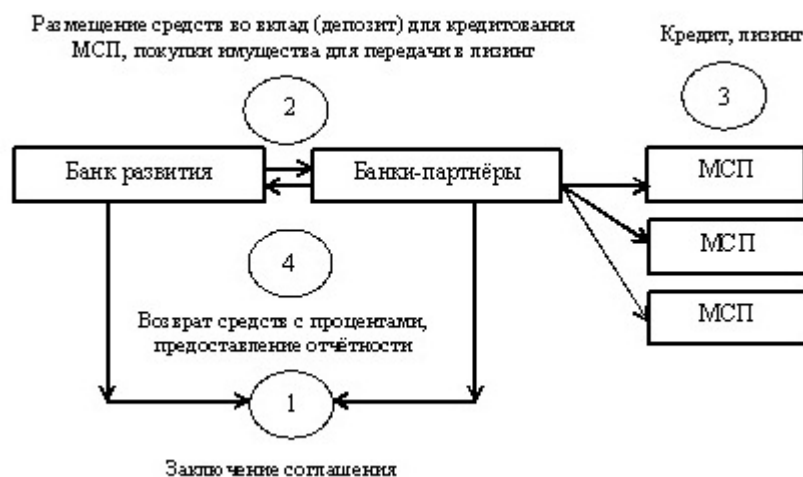 Размещение средств во вклад (депозит) для кредитования
МСП, покупки имущества для передачи в лизинг
Кредит, лизинг
2
3
Банк развития
Банки-партнёры
МСП
МСП
4
МСП
Возврат средств с процентами,
предоставление отчётности
1
Заключение соглашения